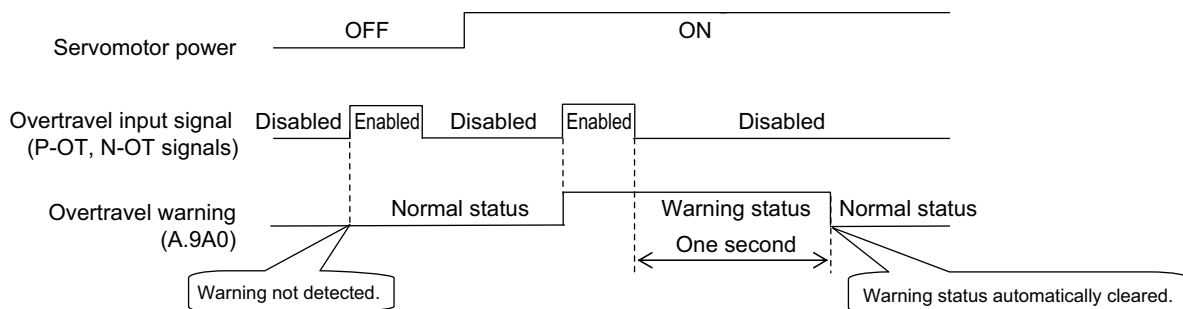 OFF
ON
Servomotor power
Overtravel input signal
(P-OT, N-OT signals)
Disabled
Enabled
Disabled
Enabled
Disabled
Overtravel warning
(A.9A0)
Normal status
Warning status
Normal status
One second
Warning not detected.
Warning status automatically cleared.